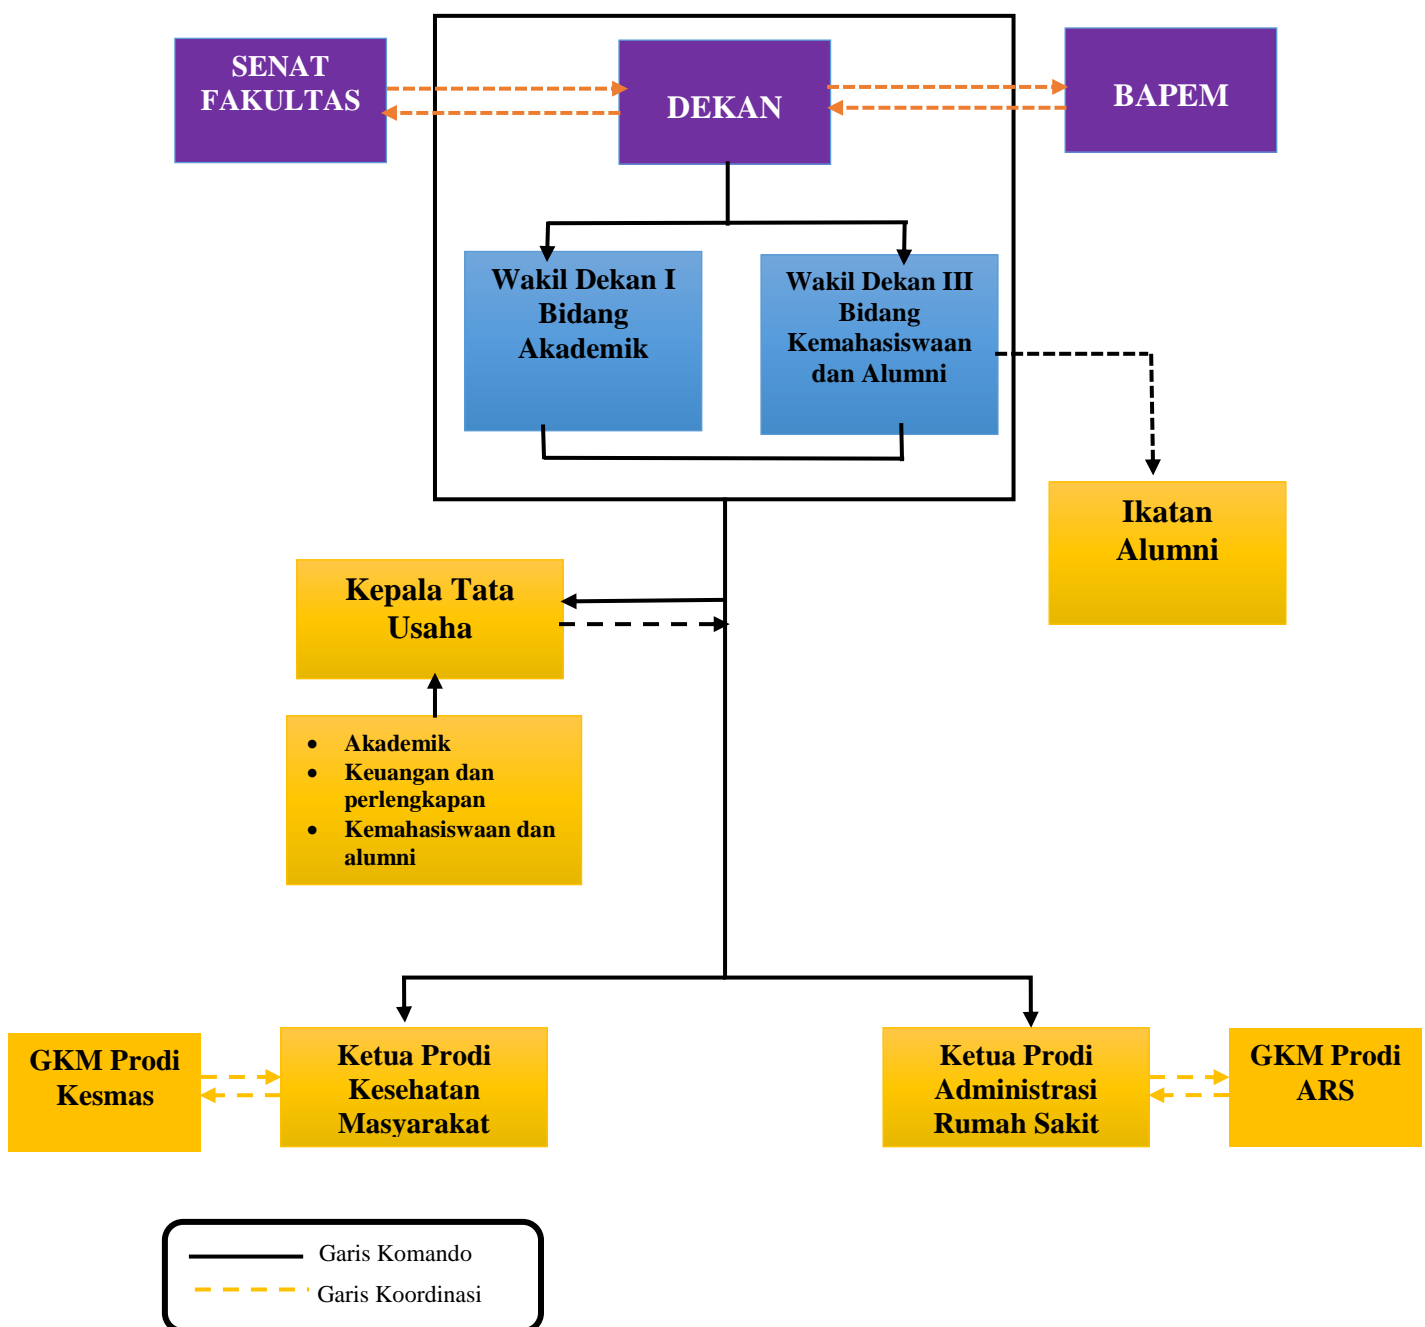 SENAT
FAKULTAS
DEKAN
BAPEM
Wakil Dekan I
Bidang
Akademik
Wakil Dekan III
Bidang
Kemahasiswaan
dan Alumni
Ikatan
Alumni
Kepala Tata
Usaha
• Akademik
• Keuangan dan
perlengkapan
• Kemahasiswaan dan
alumni
GKM Prodi
Kesmas
Ketua Prodi
Kesehatan
Masyarakat
Ketua Prodi
Administrasi
Rumah Sakit
GKM Prodi
ARS
Garis Komando
Garis Koordinasi